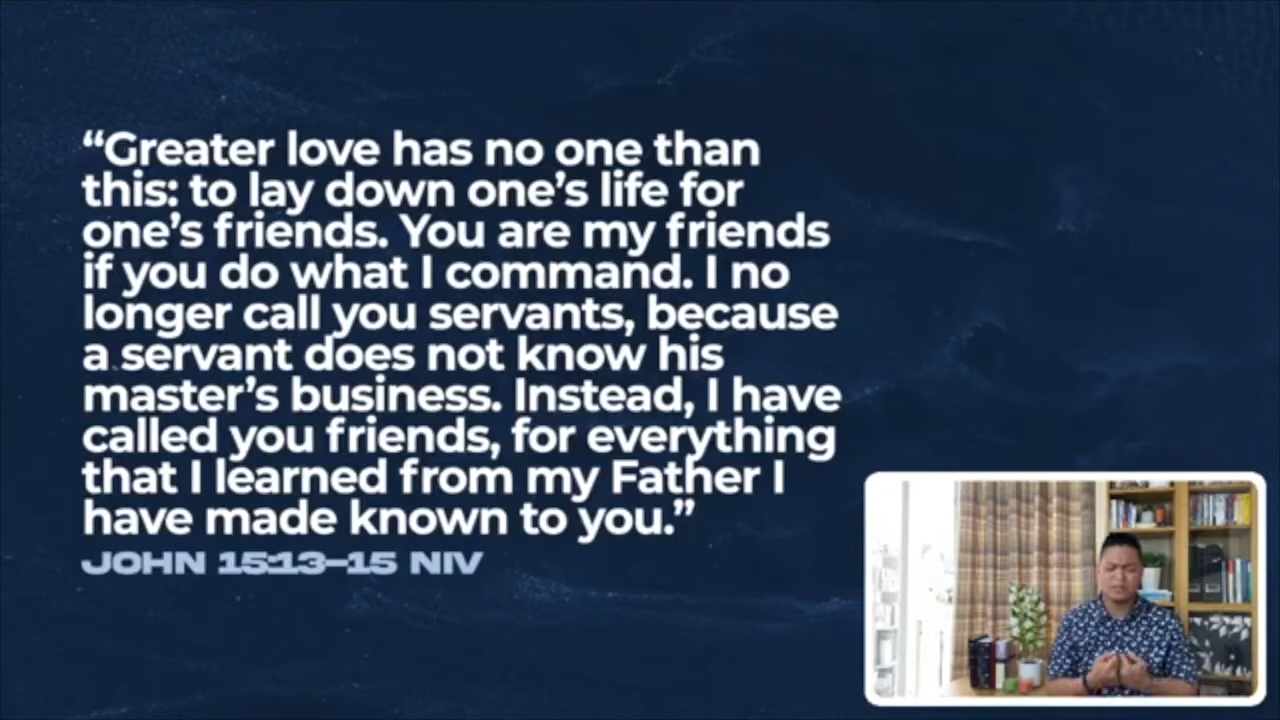 “Greater love has no one than
this: to lay down one’s life for
one’s friends. You are my friends
if you do what I command. I no
longer call you servants, because
a servant does not know his
master’s business. Instead, I have
called you friends, for everything
that I learned from my Father I
have made known to you.”
JOHN 15:13–15 NIV